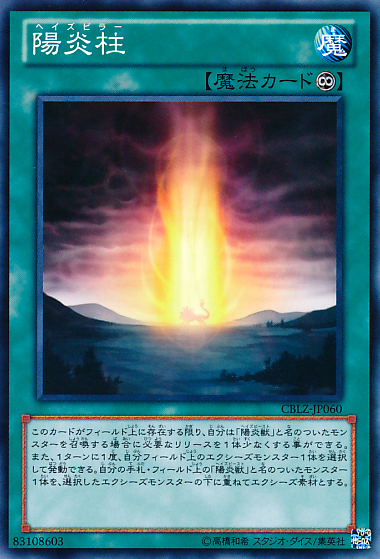 ヘイズピラー
陽炎柱
魔
【魔法カード】
CBLZ-JP060
このカードがフィールド上に存在する限り、自分は「陽炎獣」と名のついたモン
スターを召喚する場合に必要なリリースを1体少なくする事ができる。
また、1ターンに1度、自分フィールド上のエクシーズモンスター1体を選択
して発動できる。自分の手札・フィールド上の「陽炎獣」と名のついたモンスター
1体を、選択したエクシーズモンスターの下に重ねてエクシーズ素材とする。
83108603
©高橋和希 スタジオ・ダイス/集英社